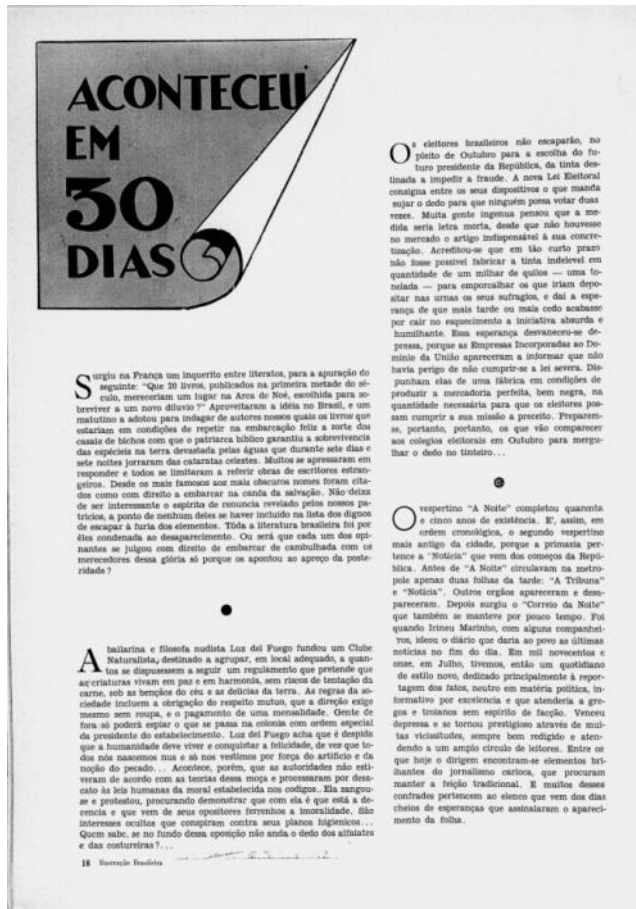 ACONTECEU
EM
30
DIAS
Surgiu na França um inquerito entre literatos, para a apuração do
seguinte: "Que 20 livros, publicados na primeira metade do sé-
culo, mereceriam um lugar na Arca de Noé, escolhida para so-
breviver a um novo diluvio?" Aproveitaram a idéia no Brasil, e um
matutino a adotou para indagar de autores nossos quais os livros que
estariam em condições de repetir na embarcação feliz a sorte dos
casais de bichos com que o patriarca bíblico garantiu a sobrevivencia
das espécieis na terra devastada pelas águas que durante sete dias e
sete noites jorraram das cataratas celestes. Muitos se apressaram em
responder e todos se limitaram a referir obras de escritores estran-
geiros. Desde os mais famosos aos mais obscuros nomes foram cita-
dos como com direito a embarcar na canôa da salvação. Não deixa
de ser interessante o espírito de renuncia revelado pelos nossos pa-
trícios, a ponto de nenhum deles se haver incluido na lista dos dignos
de escapar à furia dos elementos. Tôda a literatura brasileira foi por
êles condenada ao desaparecimento. Ou será que cada um dos opi-
nantes se julgou com direito de embarcar de cambulhada com os
merecedores dessa glória só porque os apontou ao apreço da poste-
ridade?
A bailarina e filosofa nudista Luz del Fuego fundou um Clube
Naturalista, destinado a agrupar, em local adequado, a quan-
tos se dispusessem a seguir um regulamento que pretende que
as criaturas vivam em paz e em harmonia, sem riscos de tentação da
carne, sob as bençãos do céu e as delicias da terra. As regras da so-
ciedade incluem a obrigação do respeito mutuo, que a direção exige
mesmo sem roupa, e o pagamento de uma mensalidade. Gente de
fora só poderá espiar o que se passa na colonia com ordem especial
da presidente do estabelecimento. Luz del Fuego acha que é despida
que a humanidade deve viver e conquistar a felicidade, de vez que to-
dos nós nascemos nus e só nos vestimos por força do artificio e da
noção do pecado... Acontece, porém, que as autoridades não esti-
veram de acordo com as teorias dessa moça e processaram por desa-
cato às leis humanas da moral estabelecida nos codigos. Ela zangou-
se e protestou, procurando demonstrar que com ela é que está a de-
cencia e que vem de seus opositores ferrenhos a imoralidade. São
interesses ocultos que conspiram contra seus planos higienicos...
Quem sabe, se no fundo dessa oposição não anda o dedo dos alfaiates
e das costureiras?...
18 Ilustração Brasileira
Os eleitores brasileiros não escaparão, no
pleito de Outubro para a escolha do fu-
turo presidente da República, da tinta des-
tinada a impedir a fraude. A nova Lei Eleitoral
consigna entre os seus dispositivos o que manda
sujar o dedo para que ninguém possa votar duas
vezes. Muita gente ingenua pensou que a me-
dida seria letra morta, desde que não houvesse
no mercado o artigo indispensável à sua concre-
tização. Acreditou-se que em tão curto prazo
não fosse possivel fabricar a tinta indelevel em
quantidade de um milhar de quilos — uma to-
nelada — para emporcalhar os que iriam depo-
sitar nas urnas os seus sufragios, e daí a espe-
rança de que mais tarde ou mais cedo acabasse
por cair no esquecimento a iniciativa absurda e
humilhante. Essa esperança desvaneceu-se de-
pressa, porque as Empresas Incorporadas ao Do-
minio da União apareceram a informar que não
havia perigo de não cumprir-se a lei severa. Dis-
punham elas de uma fábrica em condições de
produzir a mercadoria perfeita, bem negra, na
quantidade necessária para que os eleitores pos-
sam cumprir a sua missão a preceito. Preparem-
se, portanto, portanto, os que vão comparecer
aos colegios eleitorais em Outubro para mergu-
lhar o dedo no tinteiro...
O vespertino "A Noite" completou quarenta
e cinco anos de existência. E', assim, em
ordem cronológica, o segundo vespertino
mais antigo da cidade, porque a primazia per-
tence a "Notícia" que vem dos começos da Repú-
blica. Antes de "A Noite" circulavam na metro-
pole apenas duas folhas da tarde: "A Tribuna"
e "Notícia". Outros orgãos apareceram e desa-
pareceram. Depois surgiu o "Correio da Noite"
que também se manteve por pouco tempo. Foi
quando Irineu Marinho, com alguns companhei-
ros, ideou o diário que daria ao povo as últimas
noticias no fim do dia. Em mil novecentos e
onze, em Julho, tivemos, então um quotidiano
de estilo novo, dedicado principalmente à repor-
tagem dos fatos, neutro em matéria política, in-
formativo por excelencia e que atenderia a gre-
gos e troianos sem espírito de facção. Venceu
depressa e se tornou prestigioso através de mui-
tas vicissitudes, sempre bem redigido e aten-
dendo a um amplo círculo de leitores. Entre os
que hoje o dirigem encontram-se elementos bri-
lhantes do jornalismo carioca, que procuram
manter a feição tradicional. E muitos desses
confrades pertencem ao elenco que vem dos dias
cheios de esperanças que assinalaram o apareci-
mento da folha.